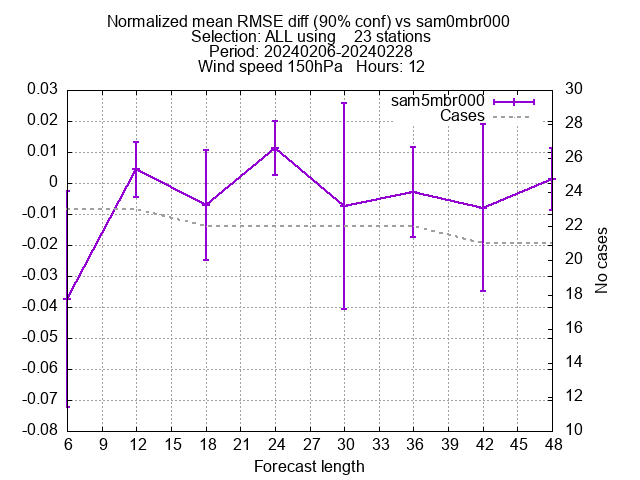 Normalized mean RMSE diff (90% conf) vs sam0mbr000
Selection: ALL using    23 stations
Period: 20240206-20240228
Wind speed 150hPa   Hours: 12
sam5mbr000
Cases
0.03
0.02
0.01
0
-0.01
-0.02
-0.03
-0.04
-0.05
-0.06
-0.07
-0.08
30
28
26
24
22
20
18
16
14
12
10
No cases
6 9 12 15 18 21 24 27 30 33 36 39 42 45 48
Forecast length